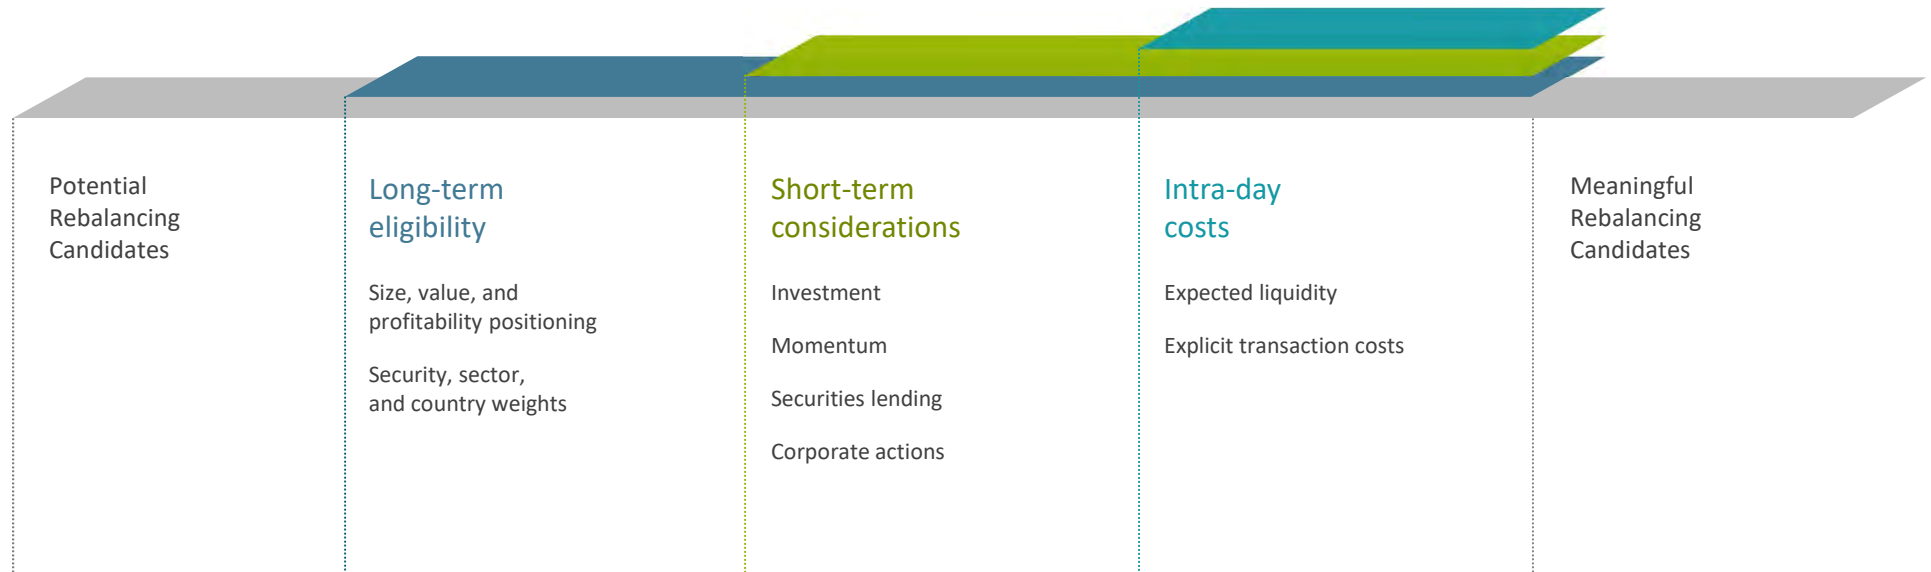 Potential
Rebalancing
Candidates
Long-term
eligibility
Size, value, and
profitability positioning
Security, sector,
and country weights
Short-term
considerations
Investment
Momentum
Securities lending
Corporate actions
Intra-day
costs
Expected liquidity
Explicit transaction costs
Meaningful
Rebalancing
Candidates